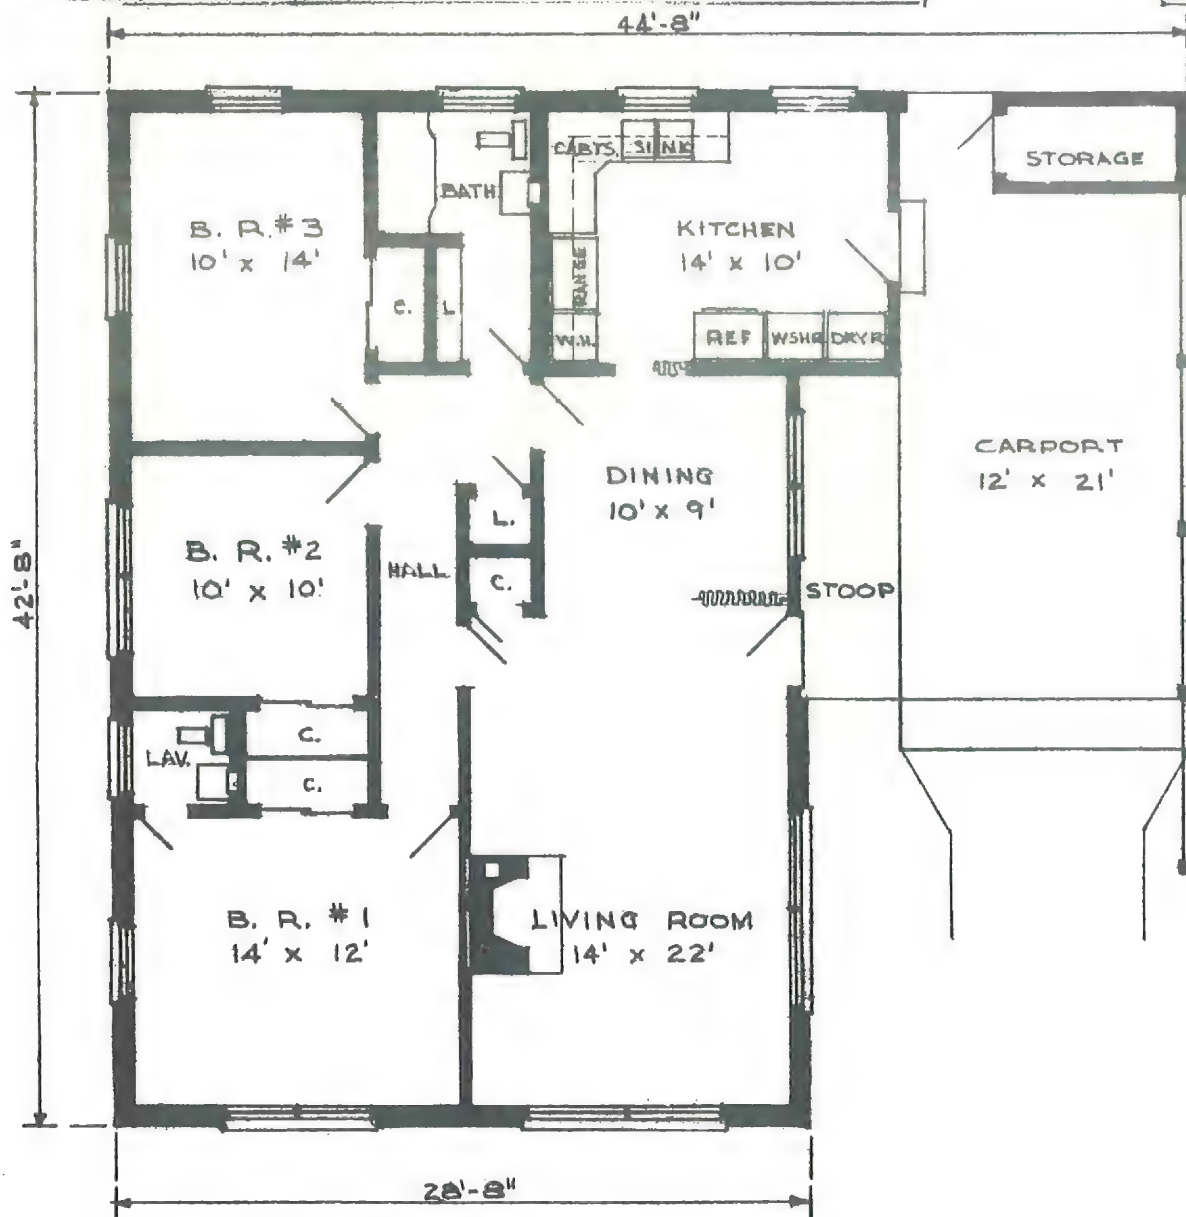 44'-8"
STORAGE
CABTS. SINK
BATH
B. R. #3
10' x 14'
KITCHEN
14' x 10'
RANGE
C.
L
W.H.
REF
WSHR
DRYR
CARPORT
12' x 21'
DINING
10' x 9'
L.
B. R. #2
10' x 10'
HALL
C.
STOOP
42'-8"
C.
LAV.
C.
B. R. #1
14' x 12'
LIVING ROOM
14' x 22'
28'-8"